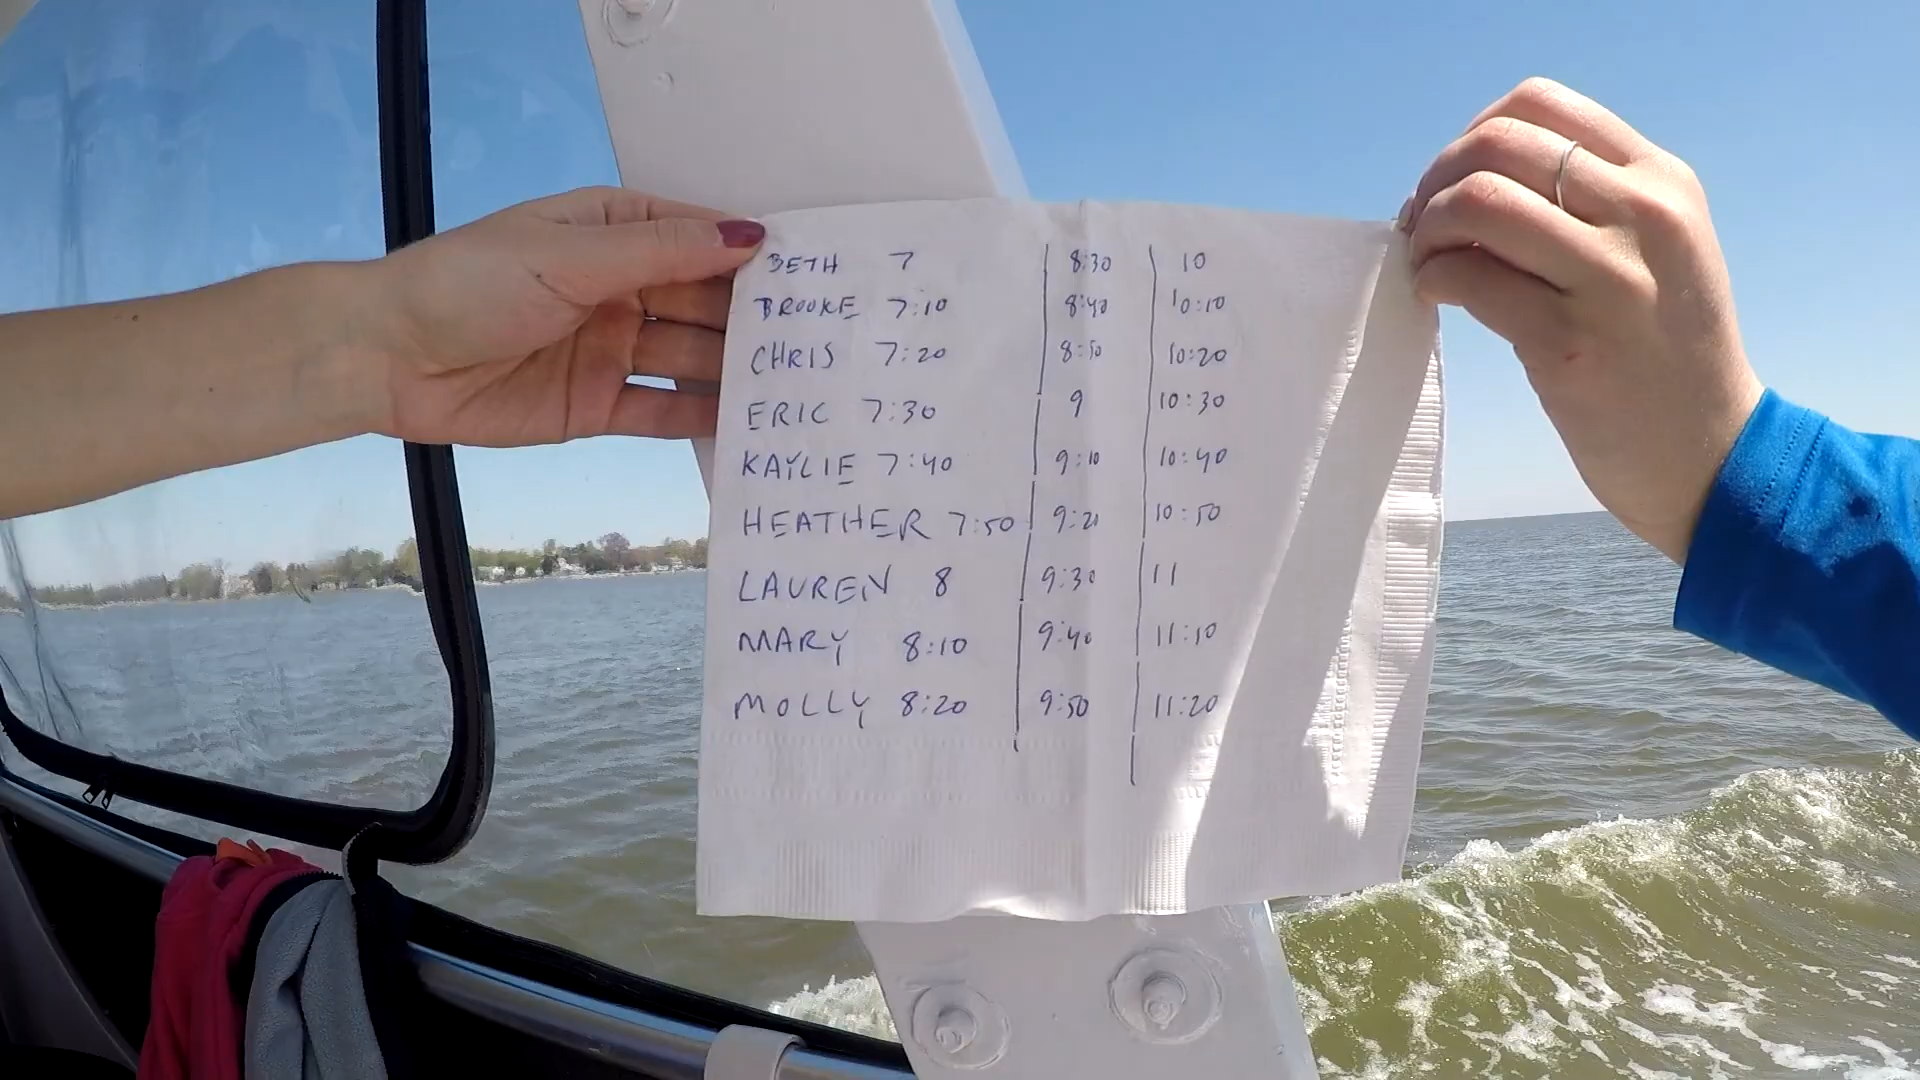 BETH 7 | 8:30 | 10
BROOKE 7:10 | 8:40 | 10:10
CHRIS 7:20 | 8:50 | 10:20
ERIC 7:30 | 9 | 10:30
KAYLIE 7:40 | 9:10 | 10:40
HEATHER 7:50 | 9:20 | 10:50
LAUREN 8 | 9:30 | 11
MARY 8:10 | 9:40 | 11:10
MOLLY 8:20 | 9:50 | 11:20